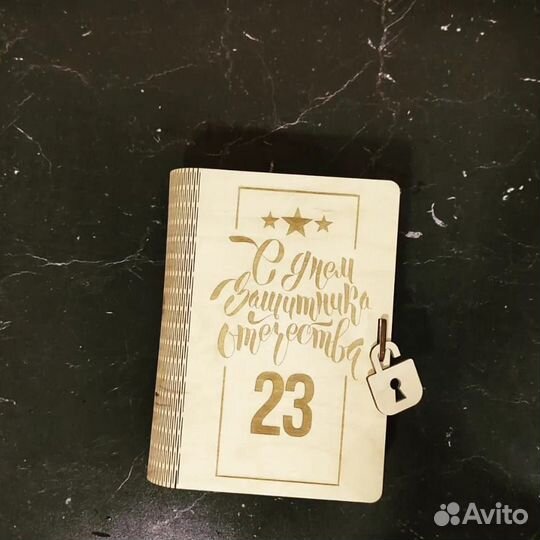 С днем
Защитника
отечества
23
Avito